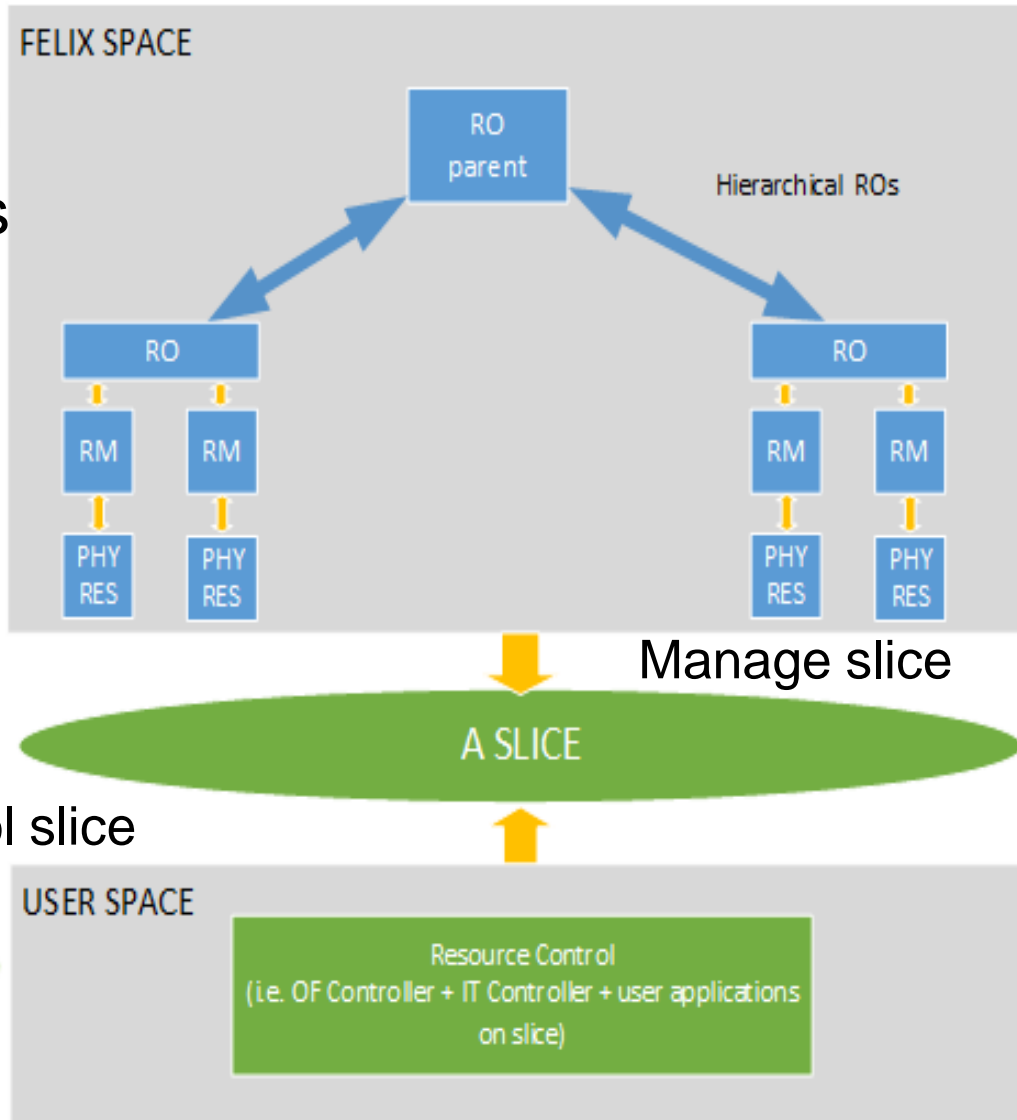 FELIX SPACE
RO
parent
Hierarchical ROs
s
RO
RO
RM
RM
RM
RM
PHY
RES
PHY
RES
PHY
RES
PHY
RES
Manage slice
A SLICE
ol slice
USER SPACE
Resource Control
(i.e. OF Controller + IT Controller + user applications
on slice)